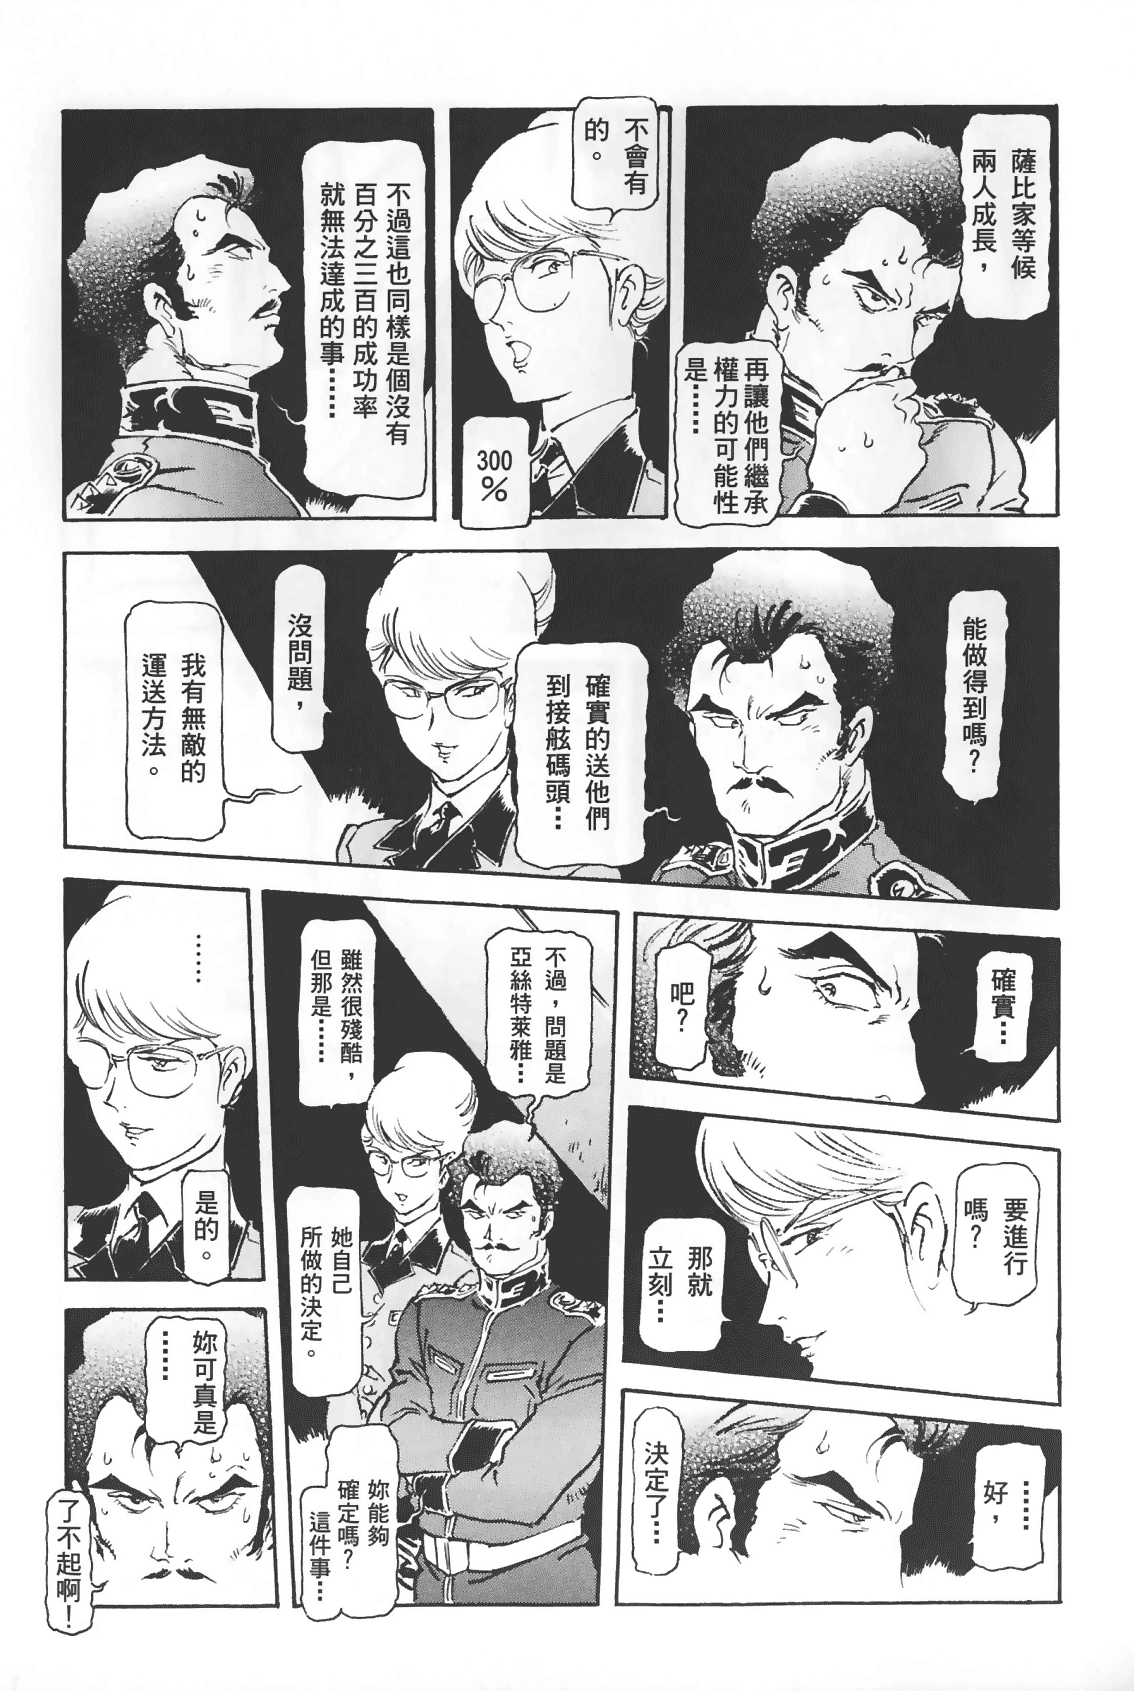 薩比家等候
兩人成長，
再讓他們繼承
權力的可能性
是……
不會有
的。
300
%
不過這也同樣是個沒有
百分之三百的成功率
就無法達成的事……
能做得到嗎？
確實的送他們
到接舷碼頭…
沒問題，
我有無敵的
運送方法。
確實…
吧？
要進行
嗎？
那就
立刻…
……
好，
決定了…
不過，問題是
亞絲特萊雅…
雖然很殘酷，
但那是……
她自己
所做的決定。
妳能夠
確定嗎？
這件事…
……
是的。
妳可真是
……
了不起啊！